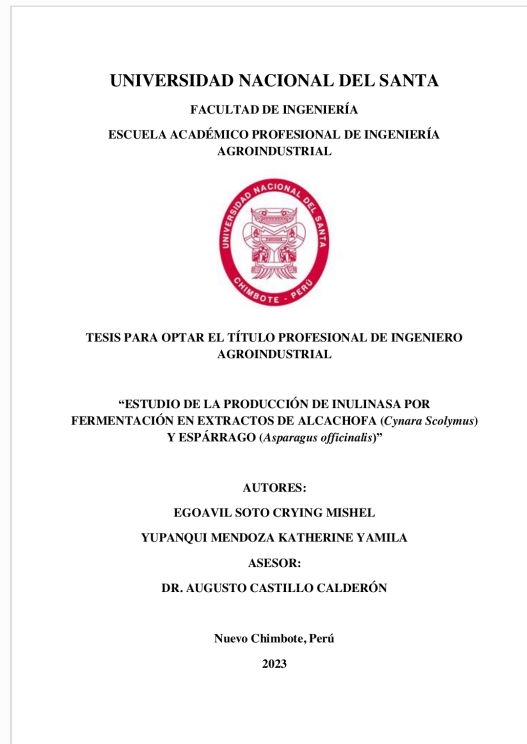 UNIVERSIDAD NACIONAL DEL SANTA
FACULTAD DE INGENIERÍA
ESCUELA ACADÉMICO PROFESIONAL DE INGENIERÍA
AGROINDUSTRIAL
UNIVERSIDAD NACIONAL DEL SANTA
CHIMBOTE - PERÚ
TESIS PARA OPTAR EL TÍTULO PROFESIONAL DE INGENIERO
AGROINDUSTRIAL
“ESTUDIO DE LA PRODUCCIÓN DE INULINASA POR
FERMENTACIÓN EN EXTRACTOS DE ALCACHOFA (Cynara Scolymus)
Y ESPÁRRAGO (Asparagus officinalis)”
AUTORES:
EGOAVIL SOTO CRYING MISHEL
YUPANQUI MENDOZA KATHERINE YAMILA
ASESOR:
DR. AUGUSTO CASTILLO CALDERÓN
Nuevo Chimbote, Perú
2023